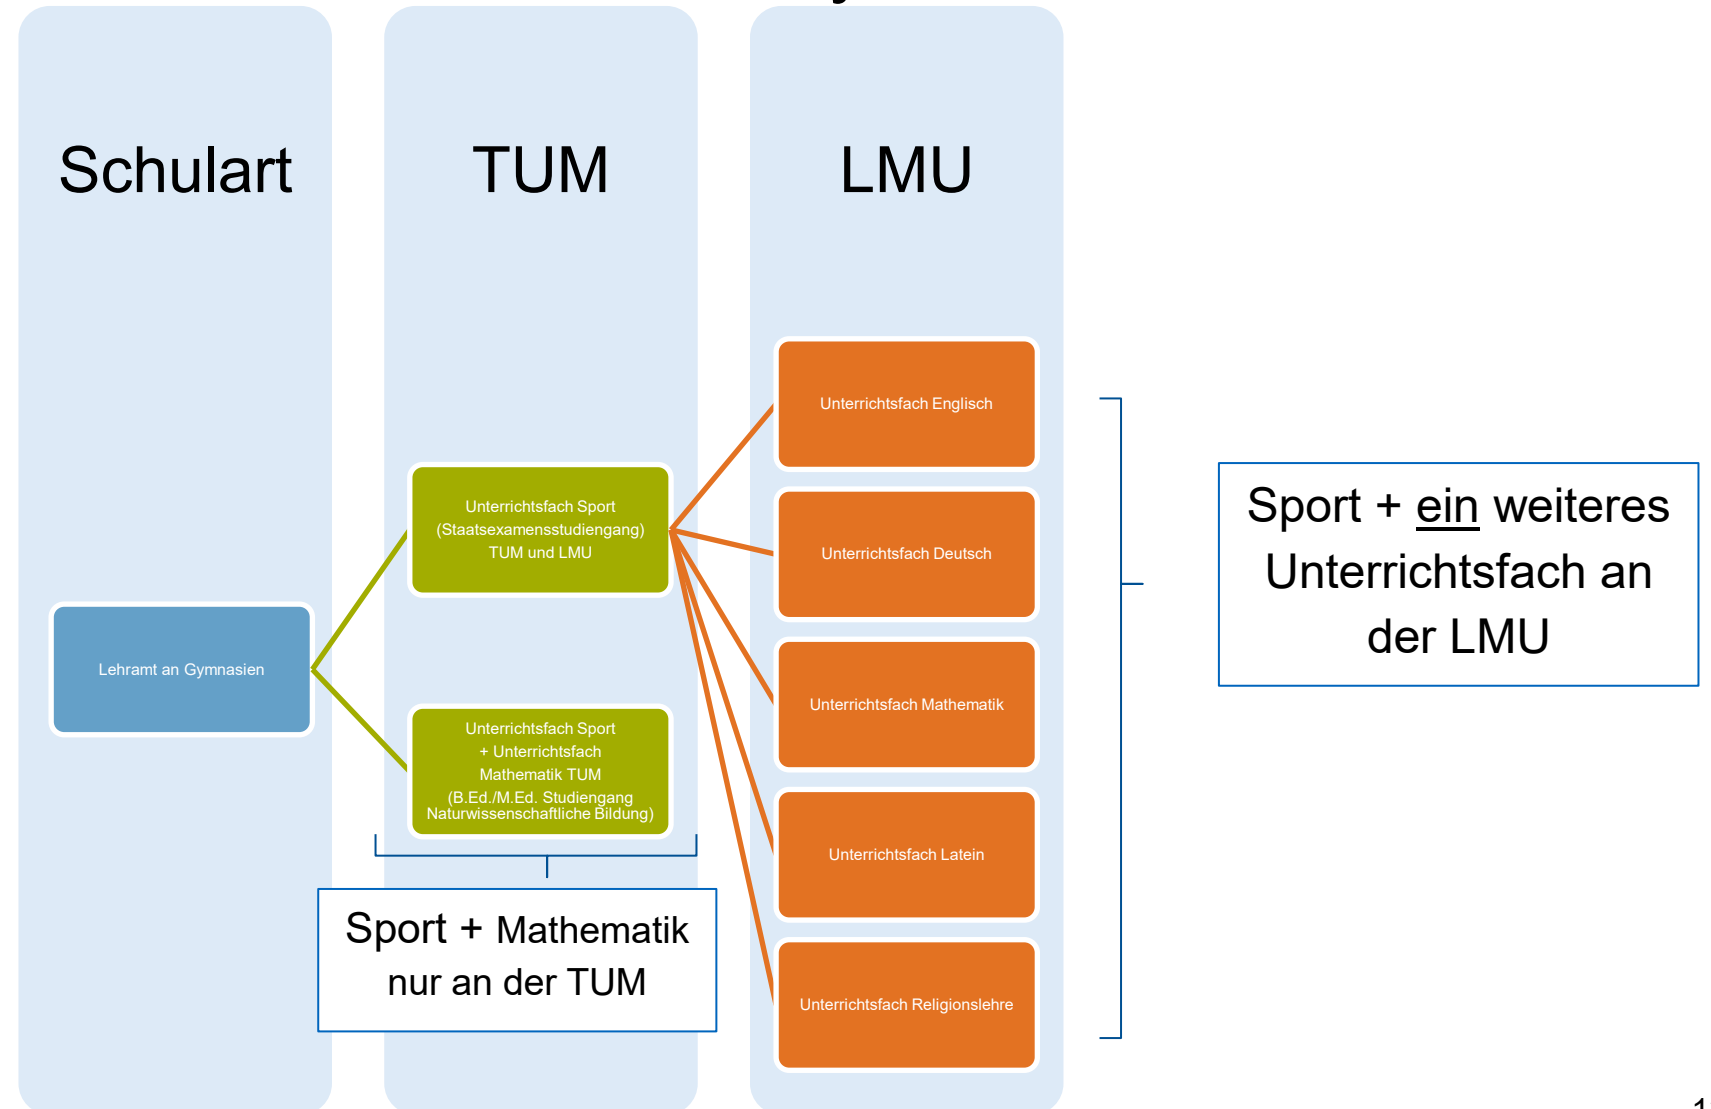 Schulart
TUM
LMU
Unterrichtsfach Englisch
Unterrichtsfach Sport
(Staatsexamensstudiengang)
TUM und LMU
Unterrichtsfach Deutsch
Sport + ein weiteres
Unterrichtsfach an
der LMU
Lehramt an Gymnasien
Unterrichtsfach Mathematik
Unterrichtsfach Sport
+ Unterrichtsfach
Mathematik TUM
(B.Ed./M.Ed. Studiengang
Naturwissenschaftliche Bildung)
Unterrichtsfach Latein
Sport + Mathematik
nur an der TUM
Unterrichtsfach Religionslehre